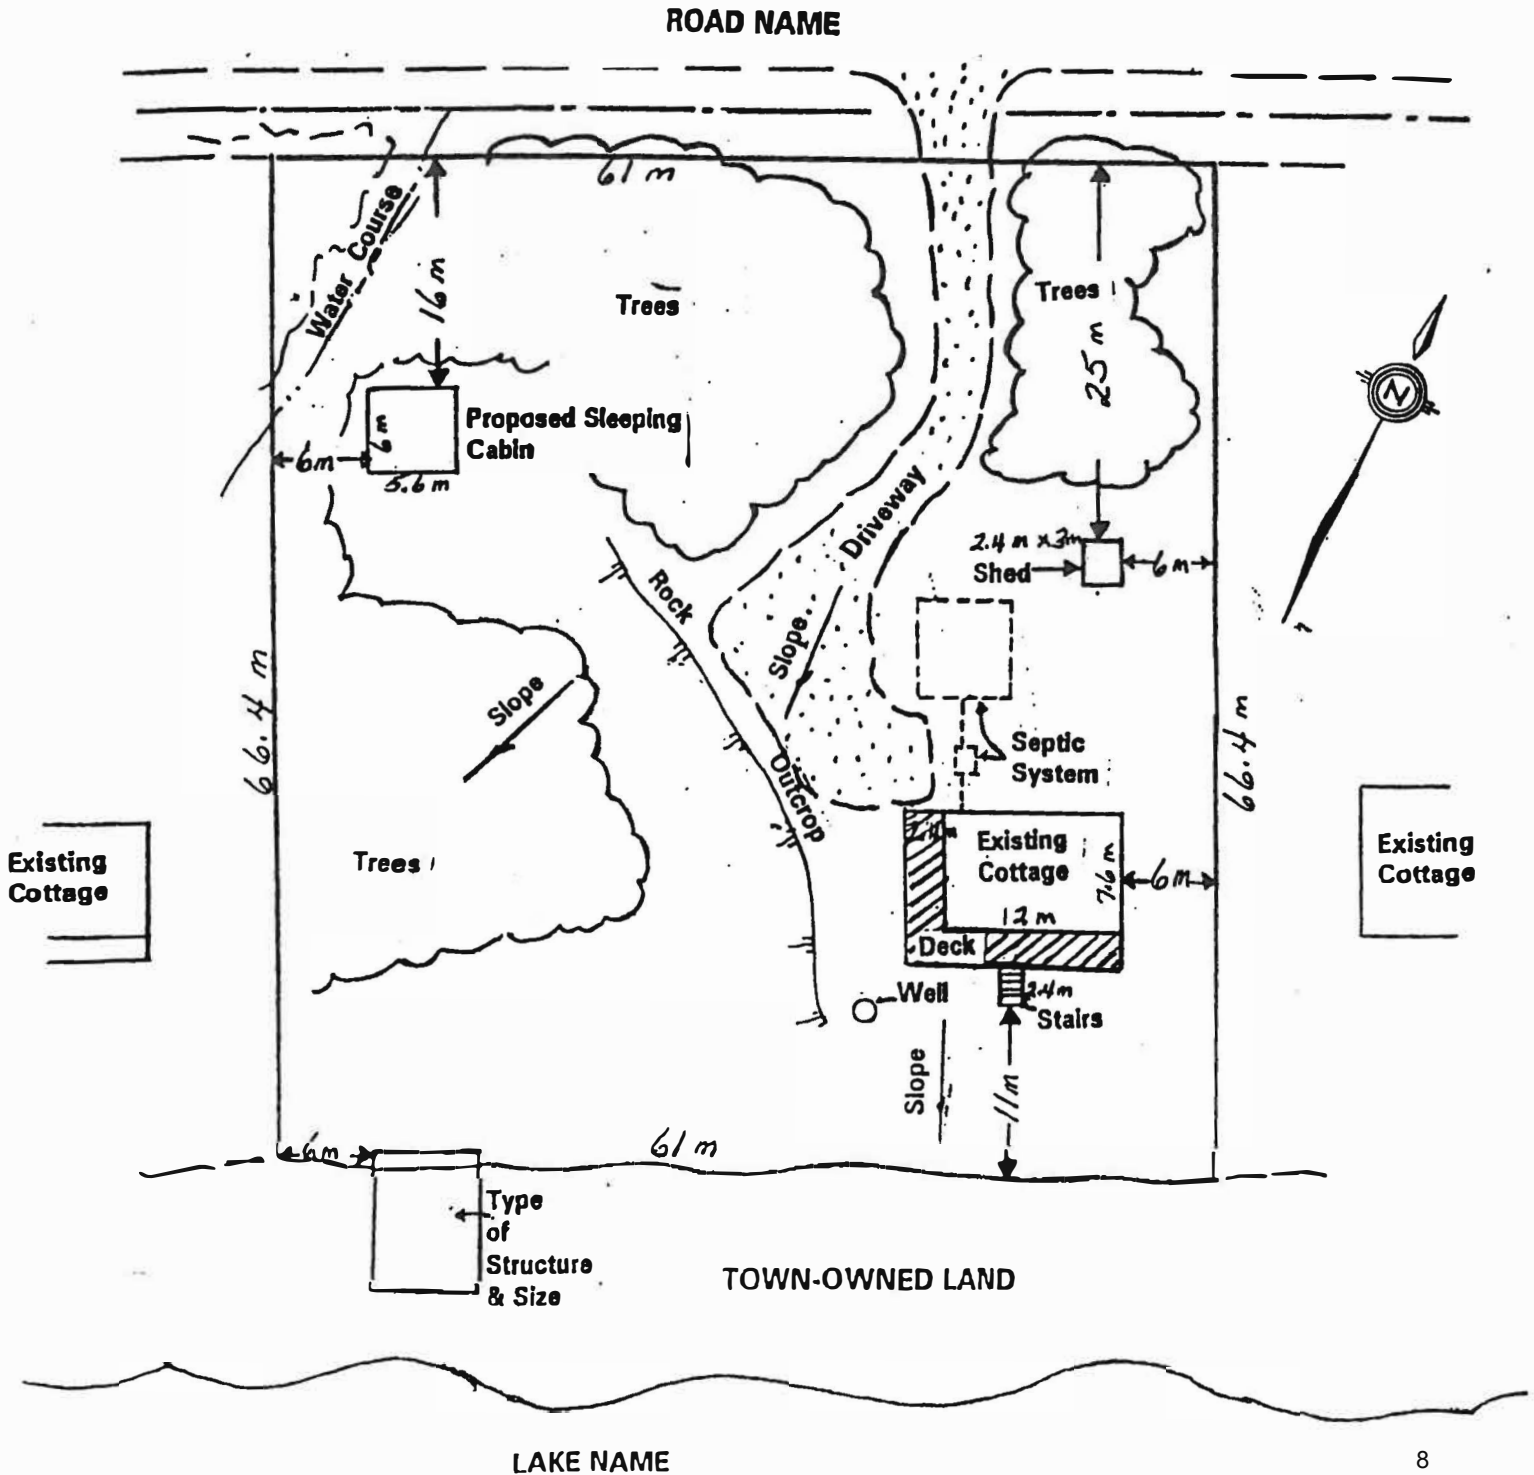 ROAD NAME
61 m
Water Course
16 m
Trees
Trees
25 m
N
Proposed Sleeping
Cabin
6m
6m
5.6 m
Driveway
2.4 m x 3m
Shed
6 m
Rock
Outcrop
Slope
Slope
66.4 m
66.4 m
Septic
System
Existing
Cottage
Trees
Existing
Cottage
7.6 m
6 m
12 m
Deck
Existing
Cottage
Well
2.4m
Stairs
Slope
11m
6m
61 m
Type
of
Structure
& Size
TOWN-OWNED LAND
LAKE NAME
8